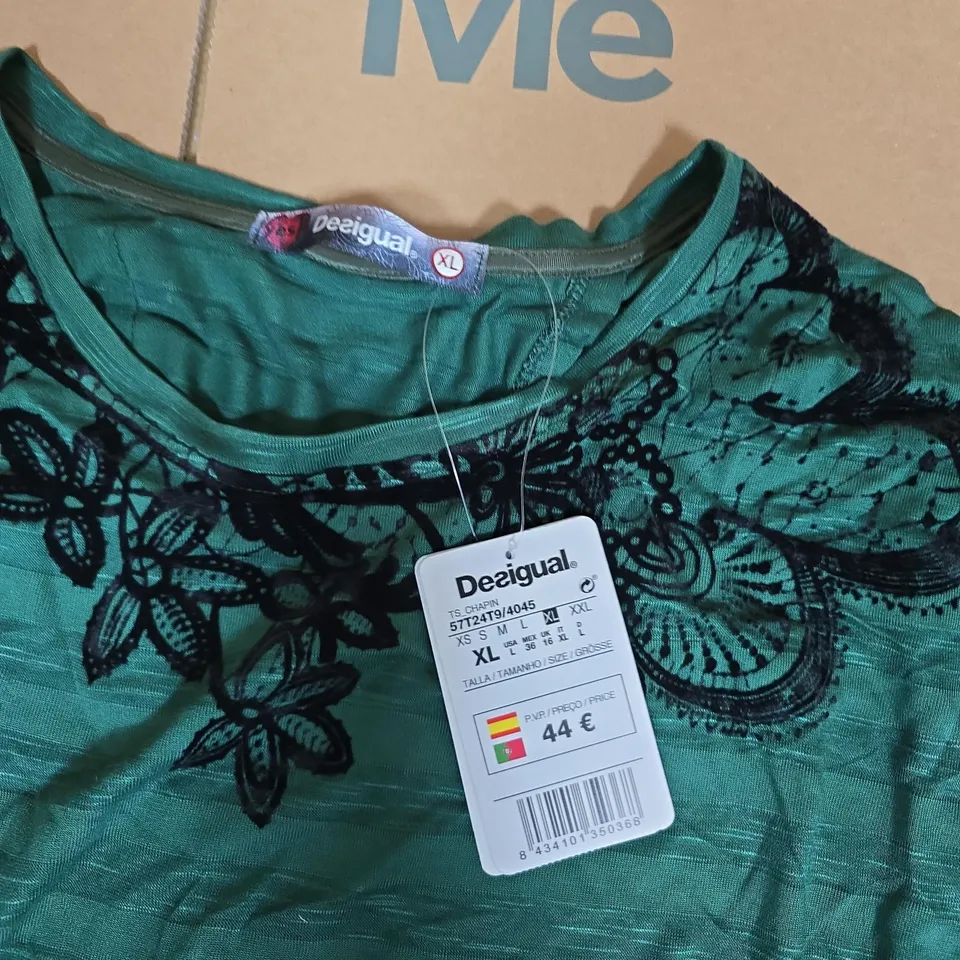 Me
yes Desigual® XL
Desigual®
TS_CHAPIN
57T24T9/4045
XS S M L XL XXL
XL USA L MEX 36 UK 16 IT XL D L
TALLA / TAMANHO / SIZE / GRÖSSE
P.V.P. / PREÇO / PRICE
44 €
8 434101 350368